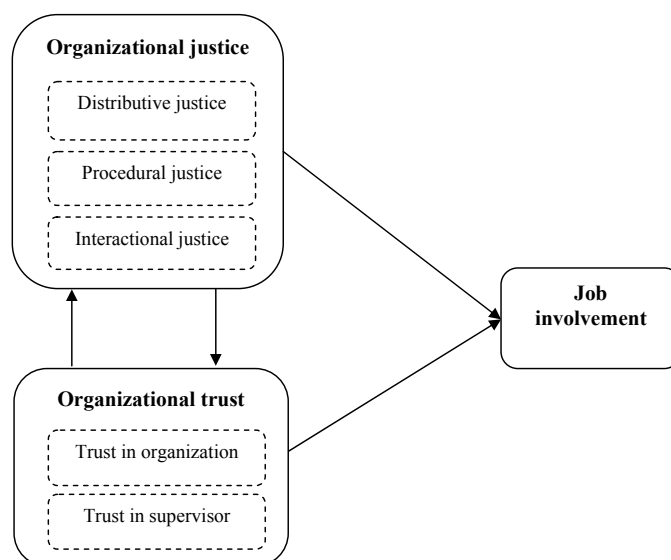 Organizational justice
Distributive justice
Procedural justice
Interactional justice
Job
involvement
Organizational trust
Trust in organization
Trust in supervisor